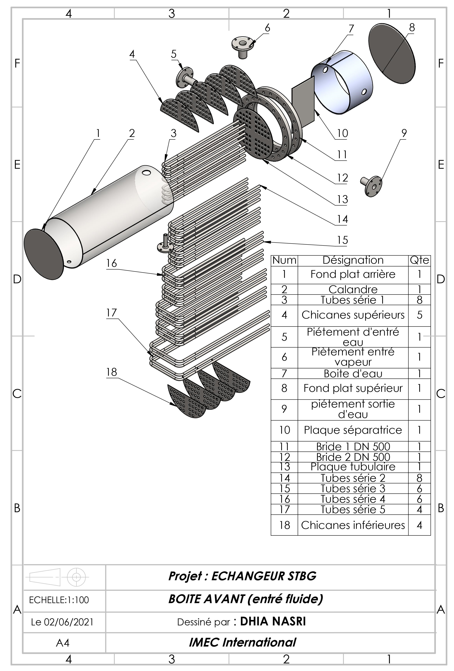 4 3 2 1
F F
E E
D D
C C
B B
A A
1
2
3
4
5
6
7
8
9
10
11
12
13
14
15
16
17
18
Num Désignation Qte
1 Fond plat arrière 1
2 Calandre 1
3 Tubes série 1 8
4 Chicanes supérieurs 5
5 Piétement d'entré eau 1
6 Piètement entré vapeur 1
7 Boite d'eau 1
8 Fond plat supérieur 1
9 piétement sortie d'eau 1
10 Plaque séparatrice 1
11 Bride 1 DN 500 1
12 Bride 2 DN 500 1
13 Plaque tubulaire 1
14 Tubes série 2 8
15 Tubes série 3 6
16 Tubes série 4 6
17 Tubes série 5 4
18 Chicanes inférieures 4
Projet : ECHANGEUR STBG
ECHELLE:1:100 BOITE AVANT (entré fluide)
Le 02/06/2021 Dessiné par : DHIA NASRI
A4 IMEC International
4 3 2 1